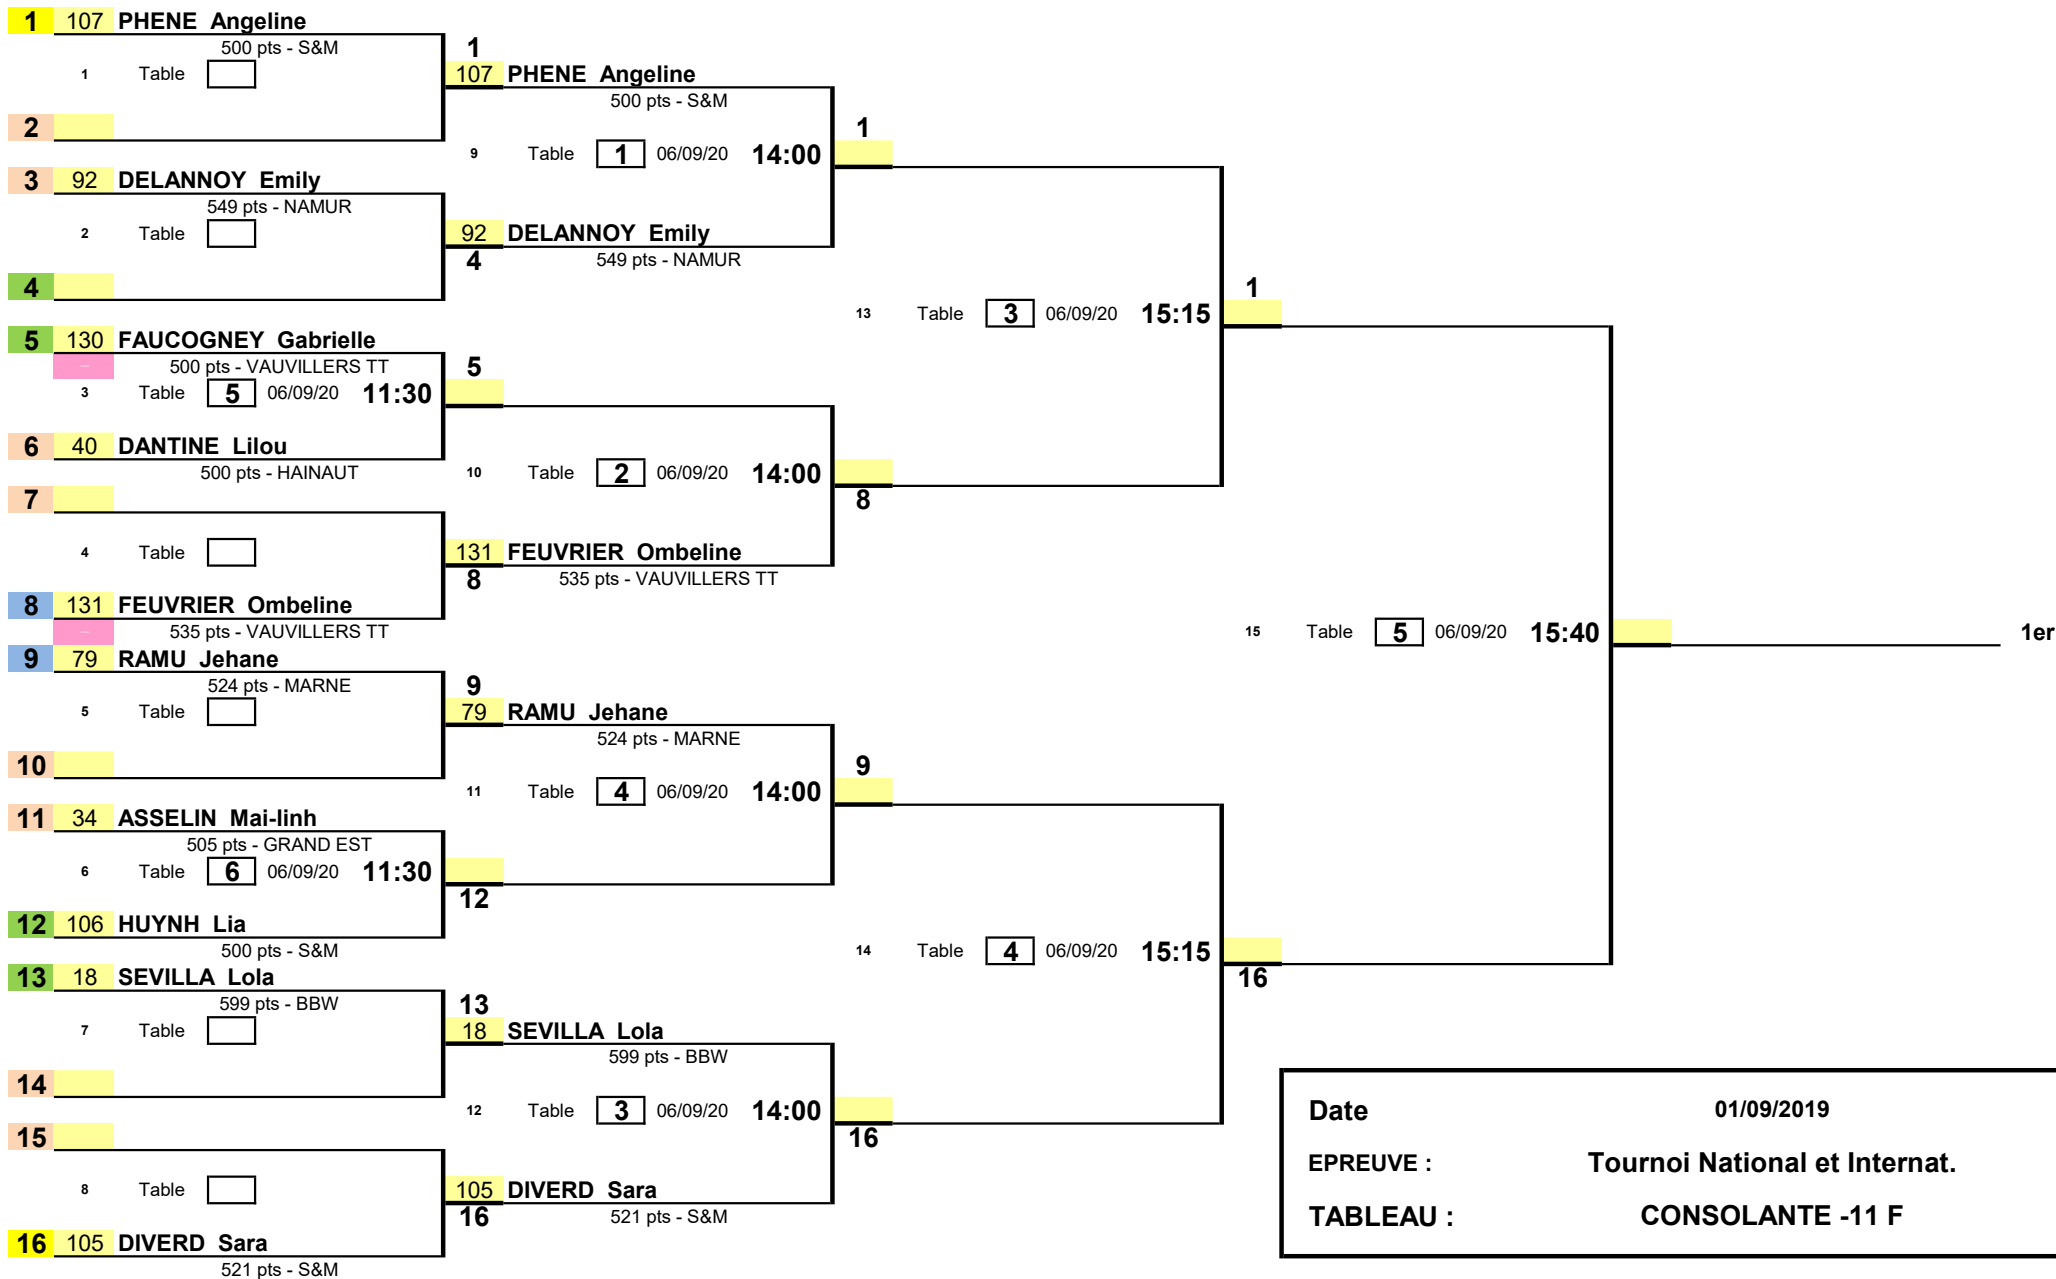 1 107 PHENE Angeline
500 pts - S&M
1
1 Table
107 PHENE Angeline
500 pts - S&M
2
1
9 Table 1 06/09/20 14:00
3 92 DELANNOY Emily
549 pts - NAMUR
2 Table
92 DELANNOY Emily
4
549 pts - NAMUR
4
1
13 Table 3 06/09/20 15:15
5 130 FAUCOGNEY Gabrielle
500 pts - VAUVILLERS TT
5
3 Table 5 06/09/20 11:30
6 40 DANTINE Lilou
500 pts - HAINAUT
10 Table 2 06/09/20 14:00
7
8
4 Table
131 FEUVRIER Ombeline
8
535 pts - VAUVILLERS TT
8 131 FEUVRIER Ombeline
535 pts - VAUVILLERS TT
15 Table 5 06/09/20 15:40
1er
9 79 RAMU Jehane
524 pts - MARNE
9
5 Table
79 RAMU Jehane
524 pts - MARNE
10
9
11 Table 4 06/09/20 14:00
11 34 ASSELIN Mai-linh
505 pts - GRAND EST
6 Table 6 06/09/20 11:30
12
12 106 HUYNH Lia
500 pts - S&M
14 Table 4 06/09/20 15:15
16
13 18 SEVILLA Lola
599 pts - BBW
13
7 Table
18 SEVILLA Lola
599 pts - BBW
14
12 Table 3 06/09/20 14:00
15
16
8 Table
105 DIVERD Sara
16
521 pts - S&M
16 105 DIVERD Sara
521 pts - S&M
Date 01/09/2019
EPREUVE : Tournoi National et Internat.
TABLEAU : CONSOLANTE -11 F